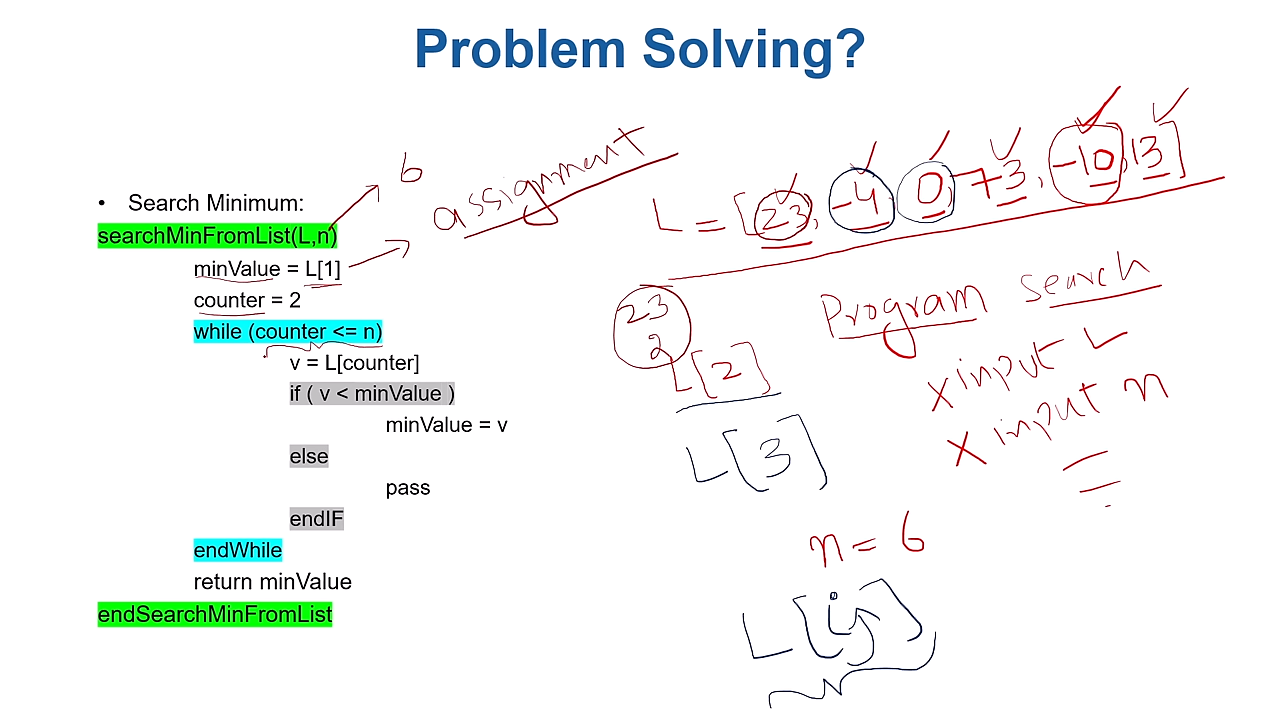 Problem Solving?
• Search Minimum:
searchMinFromList(L,n)
minValue = L[1]
counter = 2
while (counter <= n)
v = L[counter]
if ( v < minValue )
minValue = v
else
pass
endIF
endWhile
return minValue
endSearchMinFromList
6
assignment
L = [23, -4, 0, 73, -10, 13]
23
2
L[2]
L[3]
Program search
x input L
x input n
n = 6
L[i]